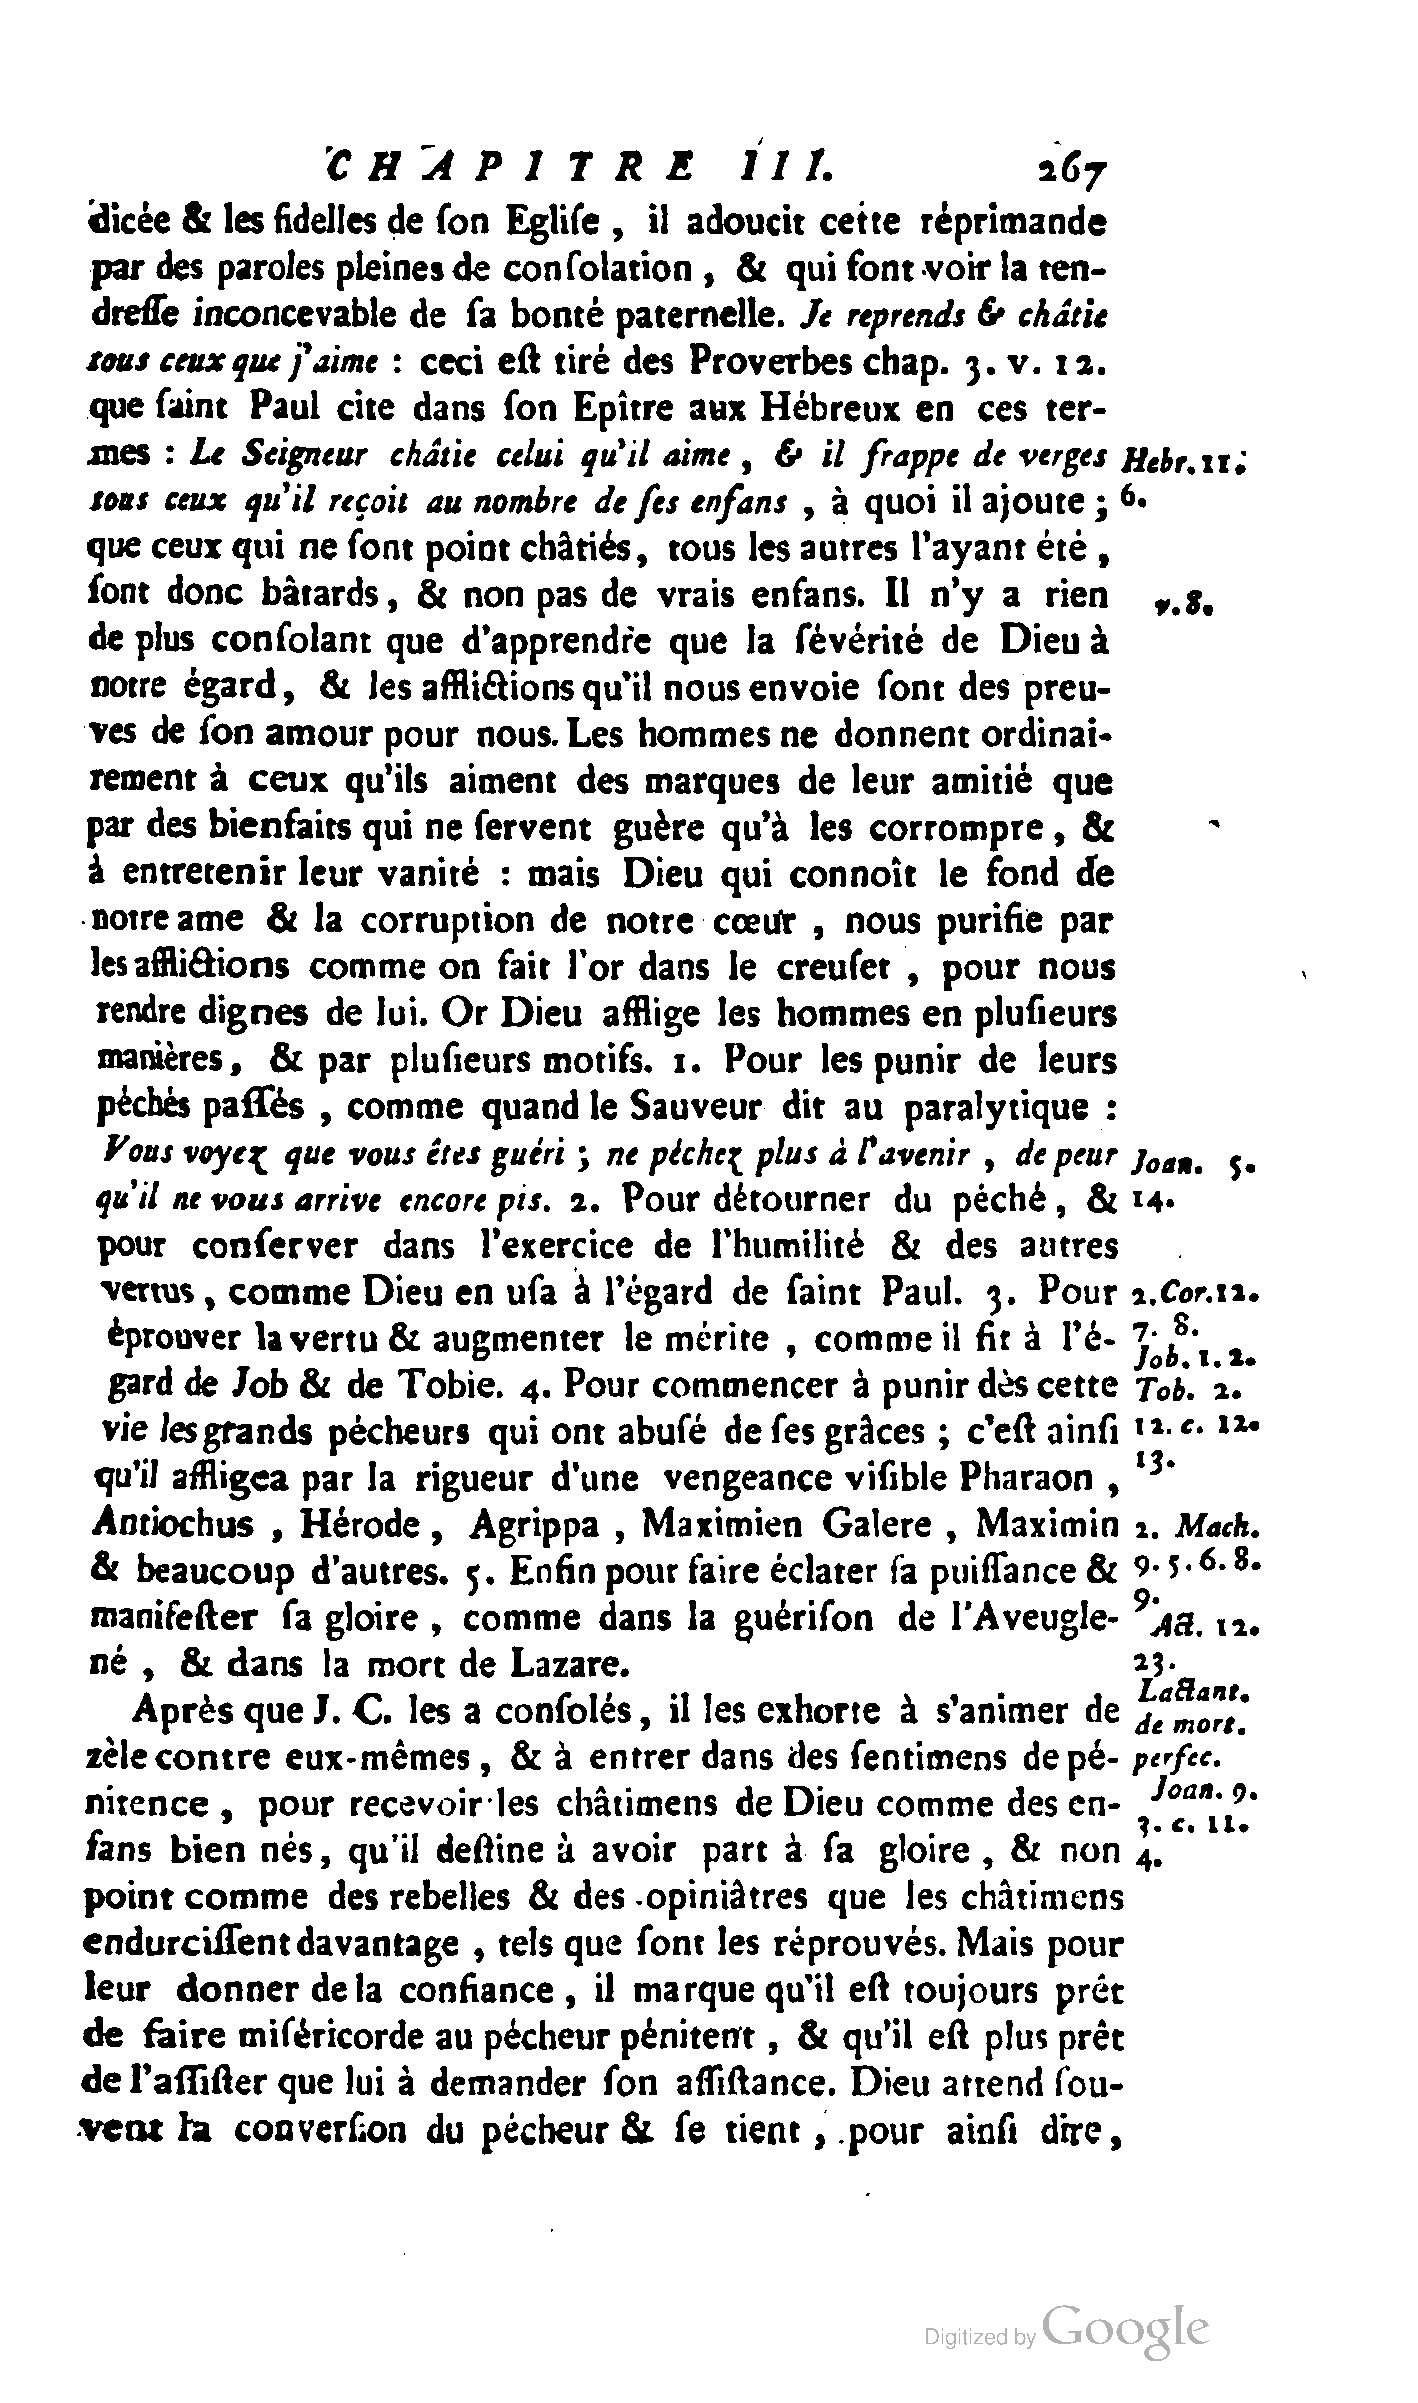 CHAPITRE III. 267
dicée & les fidelles de ſon Egliſe , il adoucit cette réprimande
par des paroles pleines de conſolation , & qui font voir la ten-
dreſſe inconcevable de ſa bonté paternelle. Je reprends & châtie
tous ceux que j'aime : ceci eſt tiré des Proverbes chap. 3. v. 12.
que ſaint Paul cite dans ſon Epître aux Hébreux en ces ter-
mes : Le Seigneur châtie celui qu'il aime , & il frappe de verges Hebr. 11.
tous ceux qu'il reçoit au nombre de ſes enfans , à quoi il ajoute ; 6.
que ceux qui ne ſont point châtiés, tous les autres l'ayant été ,
ſont donc bâtards, & non pas de vrais enfans. Il n'y a rien v. 8.
de plus conſolant que d'apprendre que la ſévérité de Dieu à
notre égard, & les afflictions qu'il nous envoie ſont des preu-
ves de ſon amour pour nous. Les hommes ne donnent ordinai-
rement à ceux qu'ils aiment des marques de leur amitié que
par des bienfaits qui ne ſervent guère qu'à les corrompre, &
à entretenir leur vanité : mais Dieu qui connoît le fond de
notre ame & la corruption de notre cœur , nous purifie par
les afflictions comme on fait l'or dans le creuſet , pour nous
rendre dignes de lui. Or Dieu afflige les hommes en pluſieurs
manières, & par pluſieurs motifs. 1. Pour les punir de leurs
péchés paſſés , comme quand le Sauveur dit au paralytique :
Vous voyez que vous êtes guéri ; ne péchez plus à l'avenir , de peur Joan. 5.
qu'il ne vous arrive encore pis. 2. Pour détourner du péché, & 14.
pour conſerver dans l'exercice de l'humilité & des autres
vertus, comme Dieu en uſa à l'égard de ſaint Paul. 3. Pour 2. Cor. 12.
éprouver la vertu & augmenter le mérite , comme il fit à l'é- 7. 8.
Job. 1. 2.
gard de Job & de Tobie. 4. Pour commencer à punir dès cette Tob. 2.
vie les grands pécheurs qui ont abuſé de ſes grâces ; c'eſt ainſi 12. c. 12.
qu'il affligea par la rigueur d'une vengeance viſible Pharaon , 13.
Antiochus , Hérode, Agrippa , Maximien Galere , Maximin 2. Mach.
& beaucoup d'autres. 5. Enfin pour faire éclater ſa puiſſance & 9. 5. 6. 8.
manifeſter ſa gloire , comme dans la guériſon de l'Aveugle- 9.
Act. 12.
né , & dans la mort de Lazare. 23.
Lactant.
Après que J. C. les a conſolés, il les exhorte à s'animer de de mort.
zèle contre eux-mêmes, & à entrer dans des ſentimens de pé- perſec.
nitence , pour recevoir les châtimens de Dieu comme des en- Joan. 9.
3. c. 11.
fans bien nés, qu'il deſtine à avoir part à ſa gloire , & non 4.
point comme des rebelles & des opiniâtres que les châtimens
endurciſſent davantage , tels que ſont les réprouvés. Mais pour
leur donner de la confiance , il marque qu'il eſt toujours prêt
de faire miſéricorde au pécheur pénitent , & qu'il eſt plus prêt
de l'aſſiſter que lui à demander ſon aſſiſtance. Dieu attend ſou-
vent la converſion du pécheur & ſe tient , pour ainſi dire,
Digitized by Google